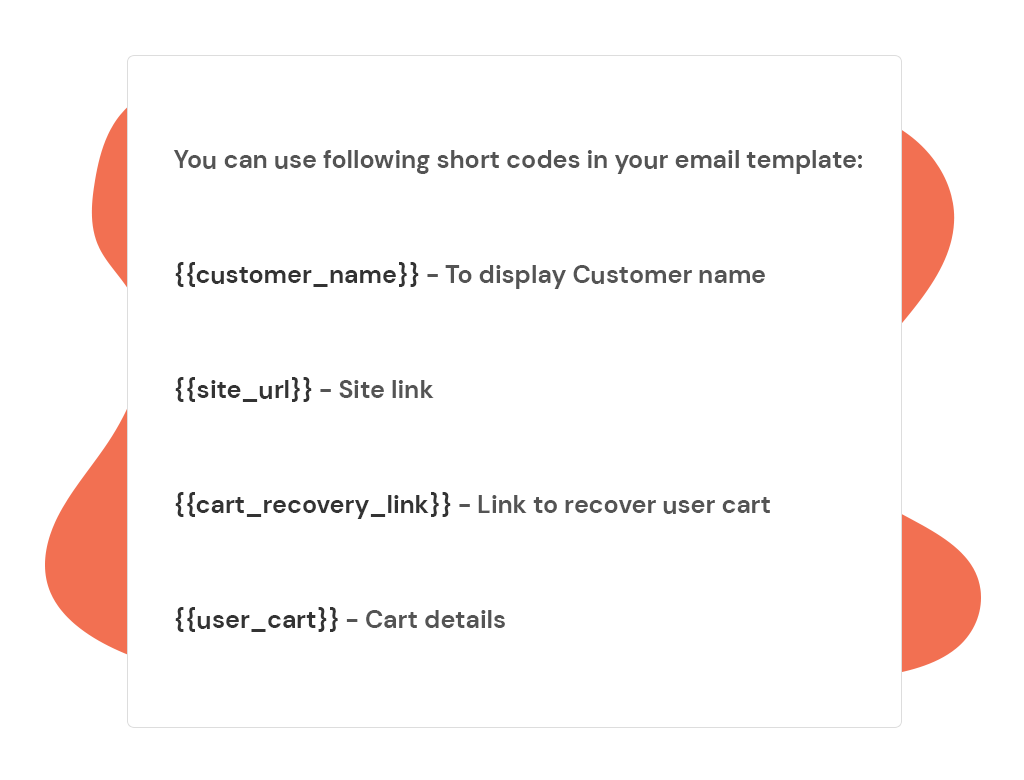 You can use following short codes in your email template:
{{customer_name}} - To display Customer name
{{site_url}} - Site link
{{cart_recovery_link}} - Link to recover user cart
{{user_cart}} - Cart details